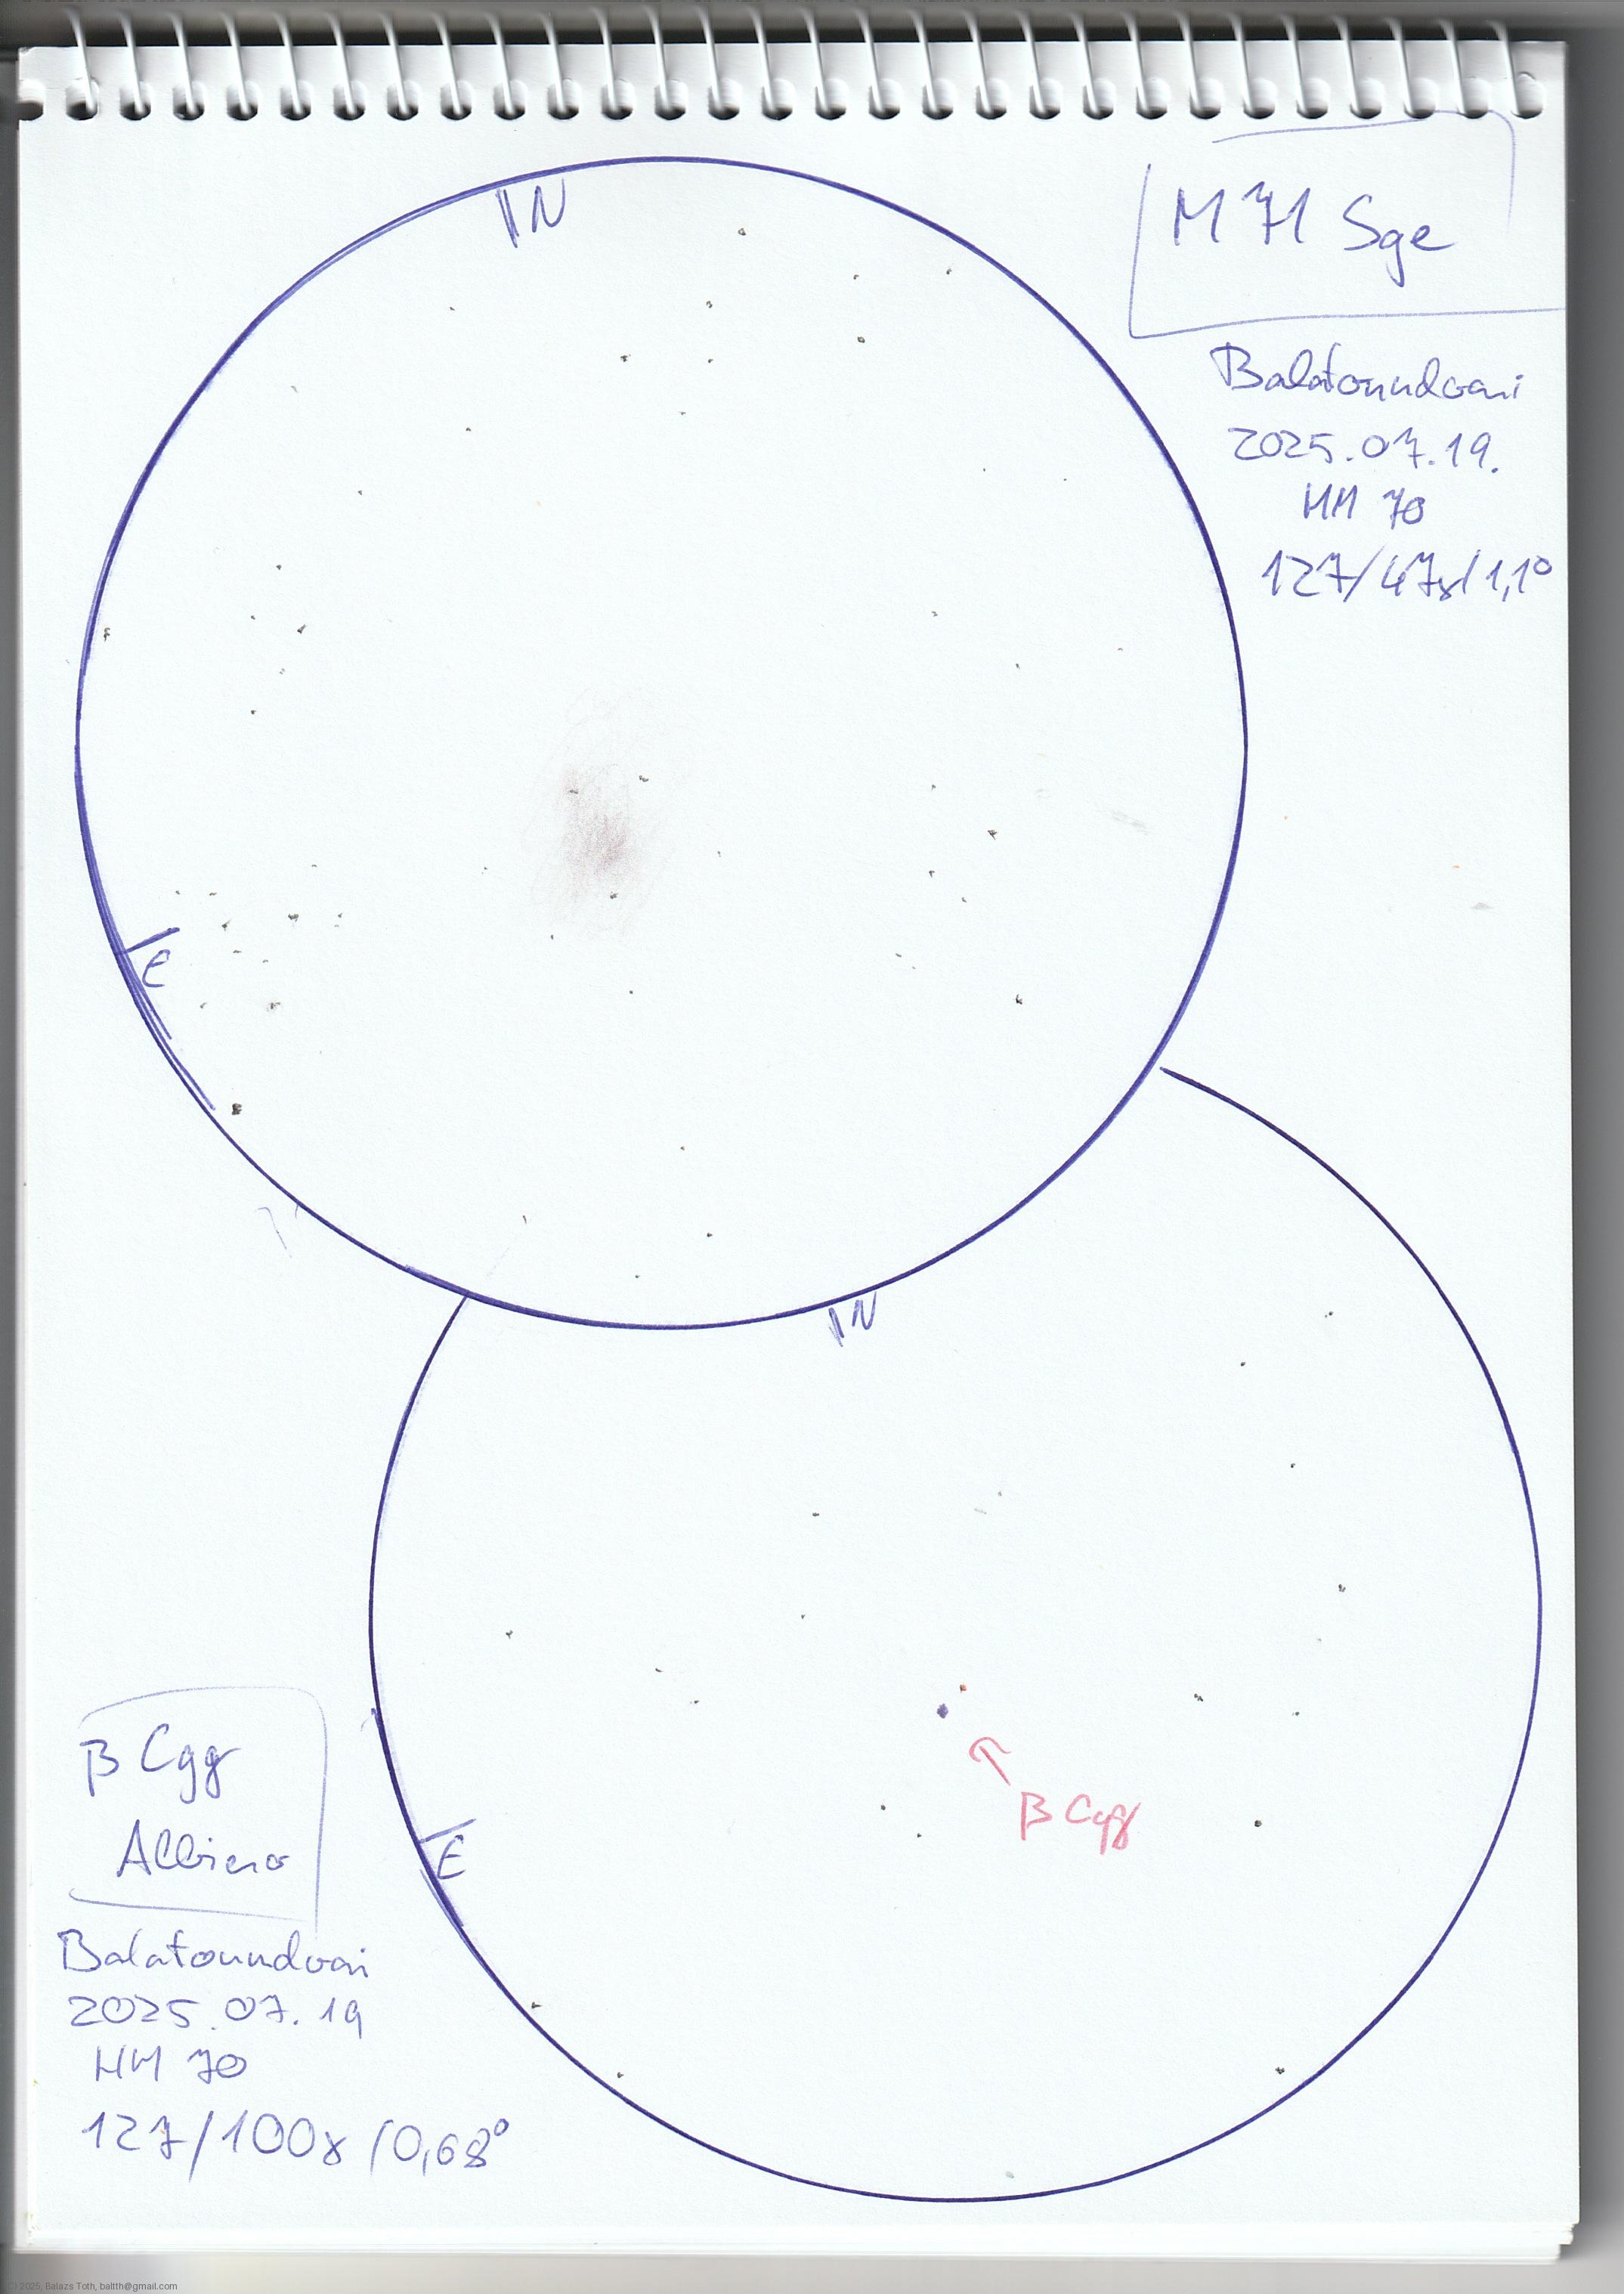 N
M 71 Sge
Balatonudvari
2025.07.19.
HM 70
127/47x/1,1°
E
N
β Cyg
β Cyg
Albireo
E
Balatonudvari
2025.07.19
HM 70
127/100x/0,68°
© 2025, Balazs Toth, baltth@gmail.com